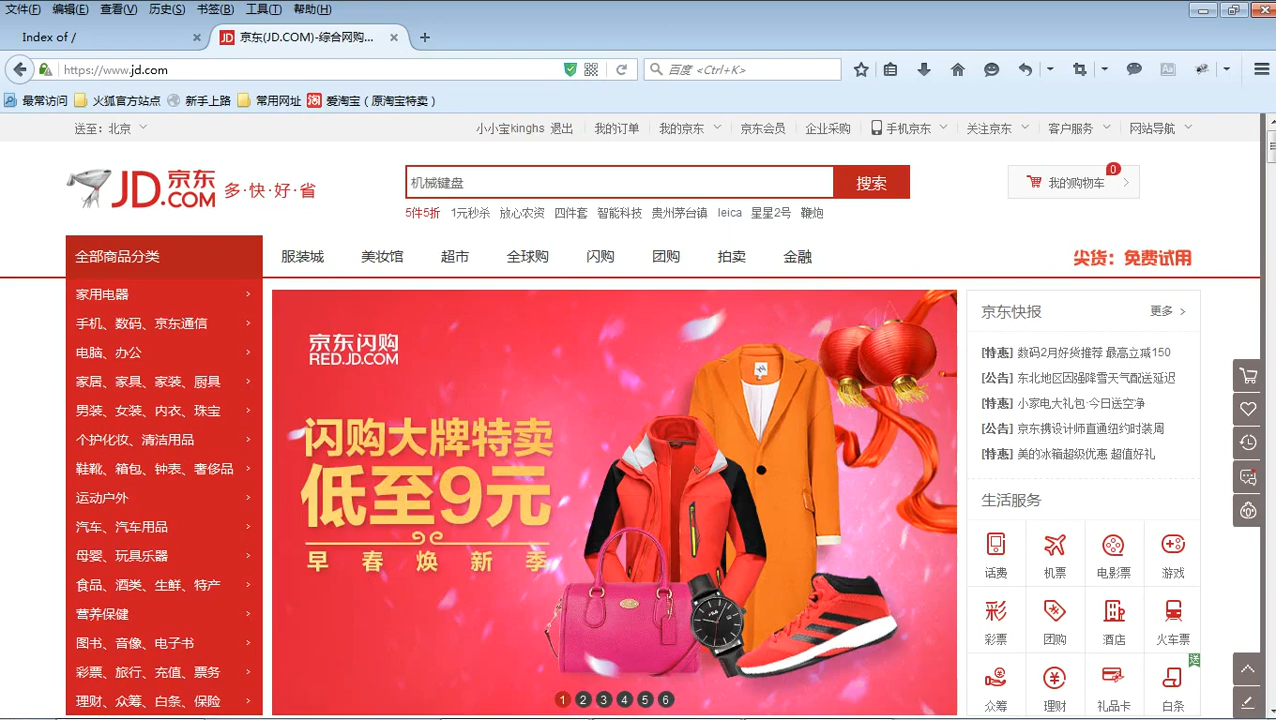 文件(F) 编辑(E) 查看(V) 历史(S) 书签(B) 工具(T) 帮助(H)
Index of /
JD 京东(JD.COM)-综合网购...
https://www.jd.com
百度 <Ctrl+K>
最常访问 火狐官方站点 新手上路 常用网址 淘 爱淘宝（原淘宝特卖）
送至: 北京 小小宝kinghs 退出 我的订单 我的京东 京东会员 企业采购 手机京东 关注京东 客户服务 网站导航
JD.COM 京东 多·快·好·省
机械键盘 搜索
我的购物车 0
5件5折 1元秒杀 放心农资 四件套 智能科技 贵州茅台镇 leica 星星2号 鞭炮
全部商品分类 服装城 美妆馆 超市 全球购 闪购 团购 拍卖 金融 尖货: 免费试用
家用电器
手机、数码、京东通信
电脑、办公
家居、家具、家装、厨具
男装、女装、内衣、珠宝
个护化妆、清洁用品
鞋靴、箱包、钟表、奢侈品
运动户外
汽车、汽车用品
母婴、玩具乐器
食品、酒类、生鲜、特产
营养保健
图书、音像、电子书
彩票、旅行、充值、票务
理财、众筹、白条、保险
京东闪购
RED.JD.COM
闪购大牌特卖
低至9元
早春焕新季
1 2 3 4 5 6
京东快报 更多 >
[特惠] 数码2月好货推荐 最高立减150
[公告] 东北地区因强降雪天气配送延迟
[特惠] 小家电大礼包·今日送空净
[公告] 京东携设计师直通纽约时装周
[特惠] 美的冰箱超级优惠 超值好礼
生活服务
话费 机票 电影票 游戏
彩
彩票 团购 酒店 火车票
送
众筹 理财 礼品卡 白条